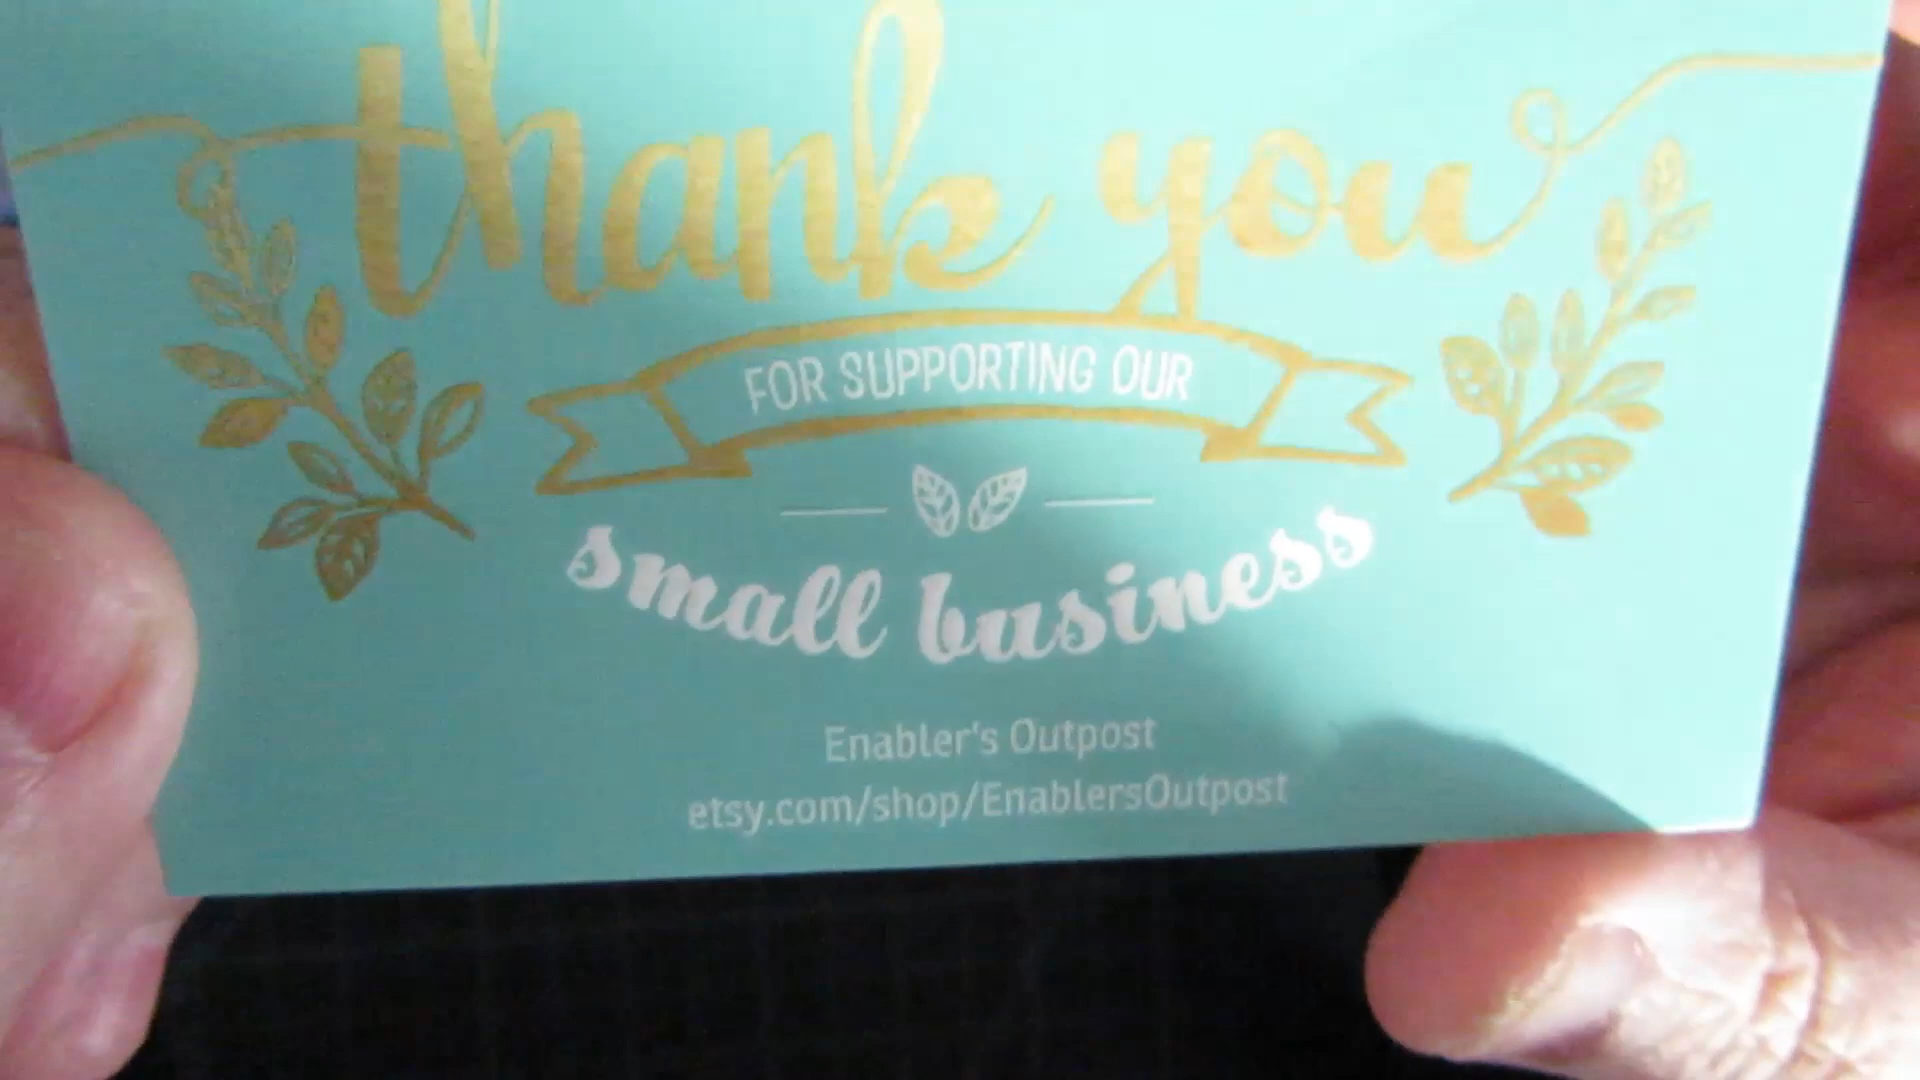 thank you
FOR SUPPORTING OUR
small business
Enabler's Outpost
etsy.com/shop/EnablersOutpost